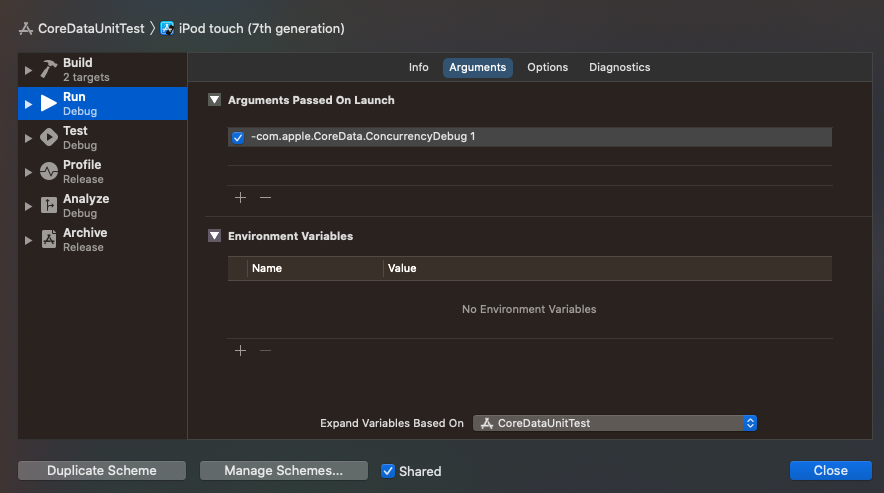 CoreDataUnitTest 〉 iPod touch (7th generation)
Build
2 targets
Run
Debug
Test
Debug
Profile
Release
Analyze
Debug
Archive
Release
Info Arguments Options Diagnostics
Arguments Passed On Launch
-com.apple.CoreData.ConcurrencyDebug 1
+ —
Environment Variables
Name Value
No Environment Variables
+ —
Expand Variables Based On CoreDataUnitTest
Duplicate Scheme Manage Schemes... Shared Close